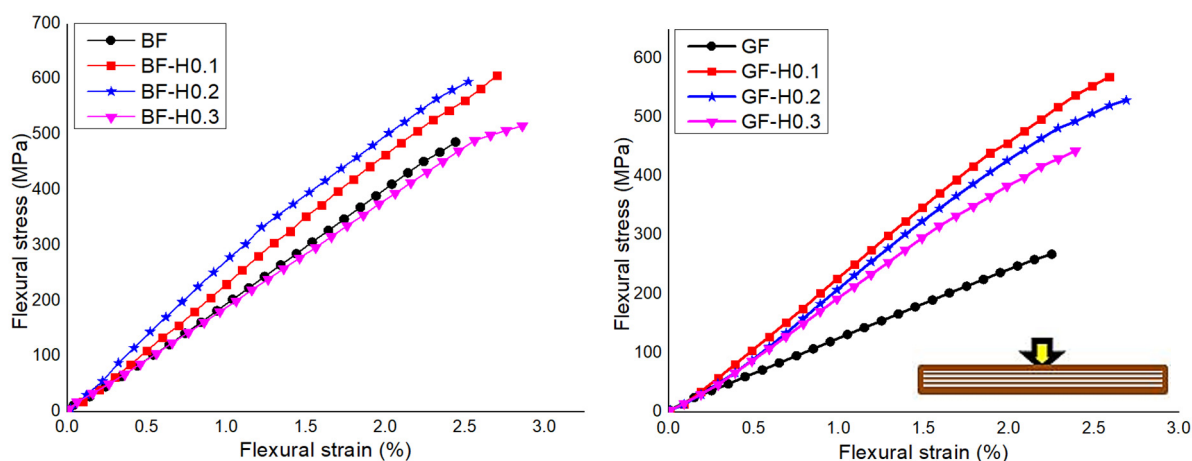 700
600
500
400
300
200
100
0
Flexural stress (MPa)
BF
BF-H0.1
BF-H0.2
BF-H0.3
0.0 0.5 1.0 1.5 2.0 2.5 3.0
Flexural strain (%)
600
500
400
300
200
100
0
Flexural stress (MPa)
GF
GF-H0.1
GF-H0.2
GF-H0.3
0.0 0.5 1.0 1.5 2.0 2.5 3.0
Flexural strain (%)